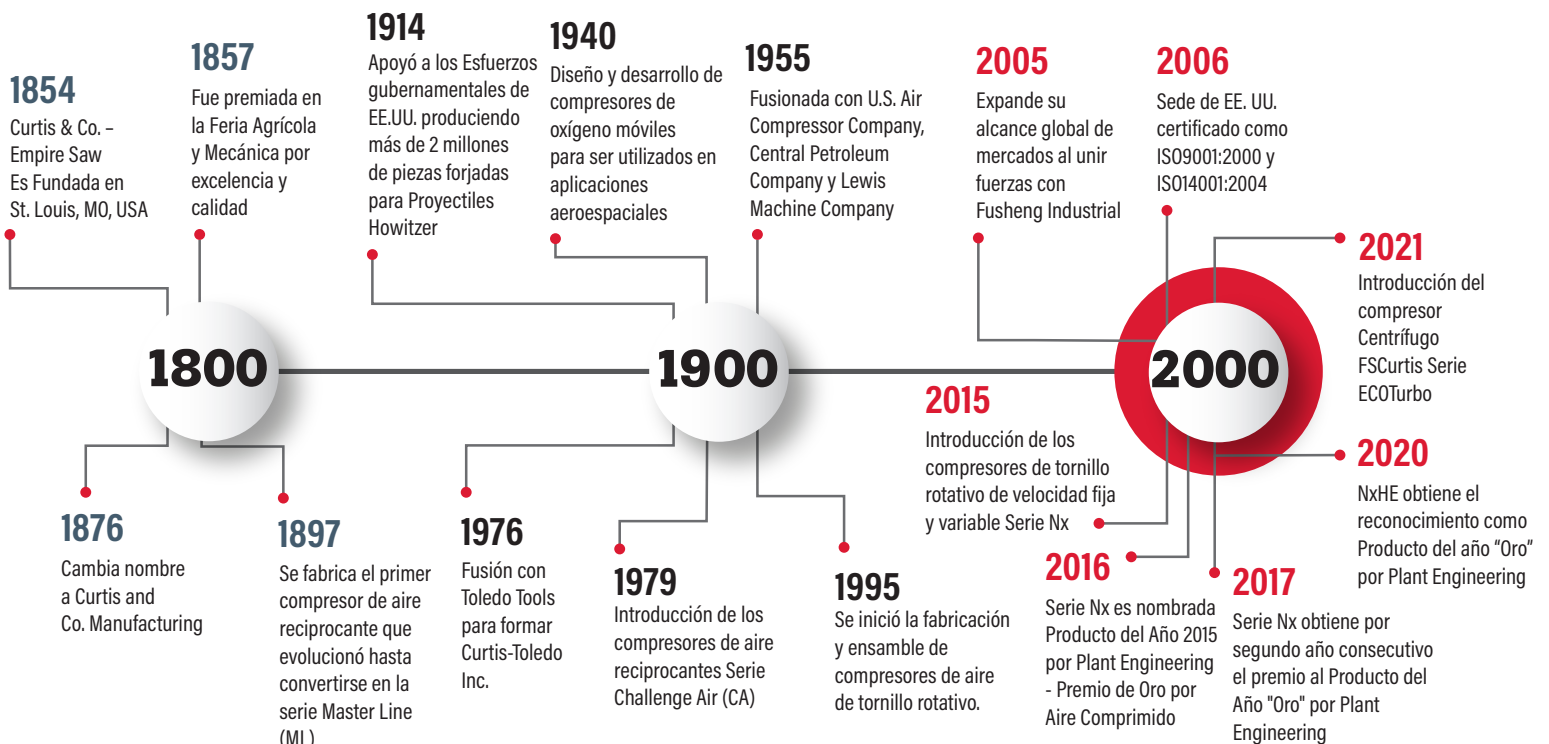 1854
Curtis & Co. –
Empire Saw
Es Fundada en
St. Louis, MO, USA
1857
Fue premiada en
la Feria Agrícola
y Mecánica por
excelencia y
calidad
1914
Apoyó a los Esfuerzos
gubernamentales de
EE.UU. produciendo
más de 2 millones
de piezas forjadas
para Proyectiles
Howitzer
1940
Diseño y desarrollo de
compresores de
oxígeno móviles
para ser utilizados en
aplicaciones
aeroespaciales
1955
Fusionada con U.S. Air
Compressor Company,
Central Petroleum
Company y Lewis
Machine Company
2005
Expande su
alcance global de
mercados al unir
fuerzas con
Fusheng Industrial
2006
Sede de EE. UU.
certificado como
ISO9001:2000 y
ISO14001:2004
2021
Introducción del
compresor
Centrífugo
FSCurtis Serie
ECOTurbo
1800
1900
2000
1876
Cambia nombre
a Curtis and
Co. Manufacturing
1897
Se fabrica el primer
compresor de aire
reciprocante que
evolucionó hasta
convertirse en la
serie Master Line
(ML)
1976
Fusión con
Toledo Tools
para formar
Curtis-Toledo
Inc.
1979
Introducción de los
compresores de aire
reciprocantes Serie
Challenge Air (CA)
1995
Se inició la fabricación
y ensamble de
compresores de aire
de tornillo rotativo.
2015
Introducción de los
compresores de tornillo
rotativo de velocidad fija
y variable Serie Nx
2016
Serie Nx es nombrada
Producto del Año 2015
por Plant Engineering
- Premio de Oro por
Aire Comprimido
2017
Serie Nx obtiene por
segundo año consecutivo
el premio al Producto del
Año "Oro" por Plant
Engineering
2020
NxHE obtiene el
reconocimiento como
Producto del año “Oro”
por Plant Engineering